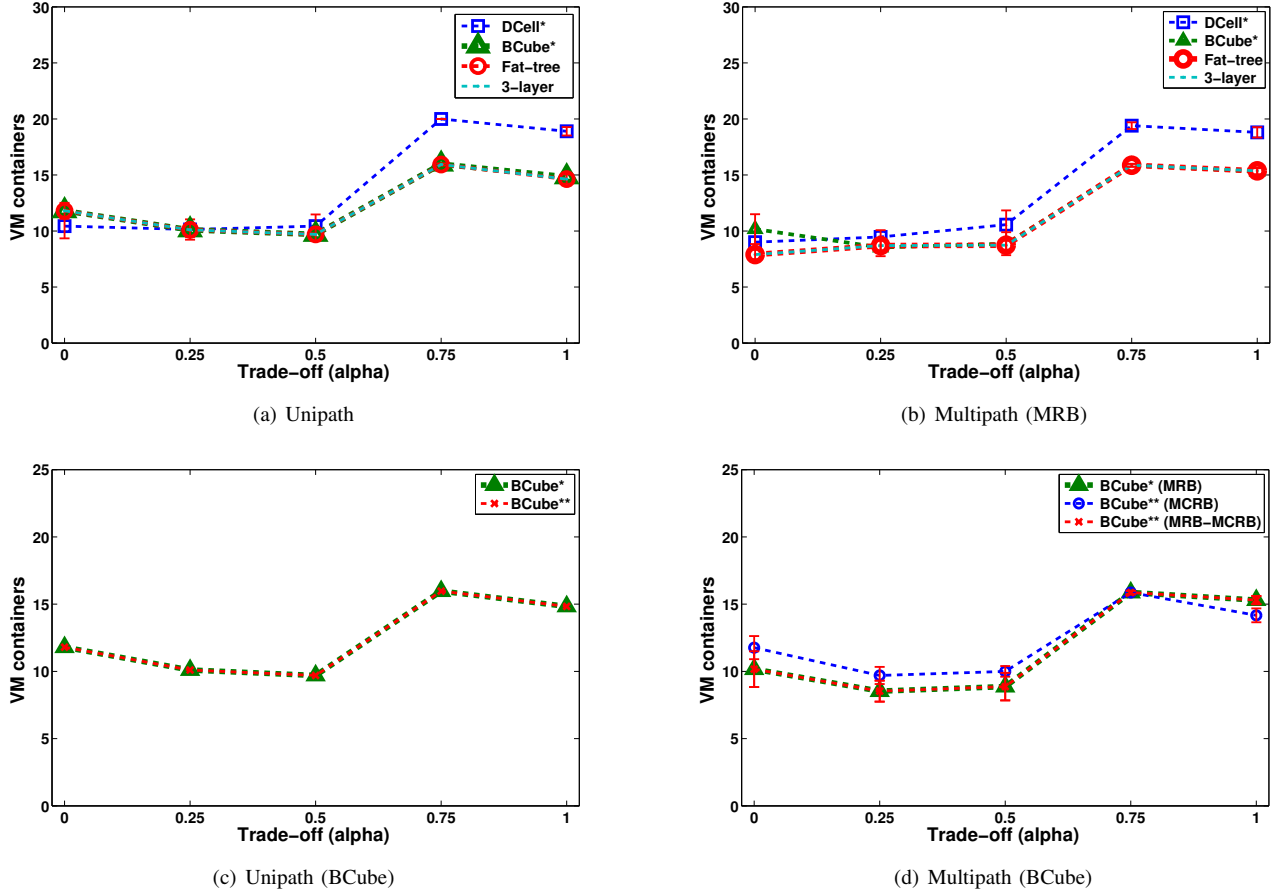 30
25
20
15
10
5
0
VM containers
DCell*
BCube*
Fat−tree
3−layer
0 0.25 0.5 0.75 1
Trade−off (alpha)
(a) Unipath
30
25
20
15
10
5
0
VM containers
DCell*
BCube*
Fat−tree
3−layer
0 0.25 0.5 0.75 1
Trade−off (alpha)
(b) Multipath (MRB)
25
20
15
10
5
0
VM containers
BCube*
BCube**
0 0.25 0.5 0.75 1
Trade−off (alpha)
(c) Unipath (BCube)
25
20
15
10
5
0
VM containers
BCube* (MRB)
BCube** (MCRB)
BCube** (MRB−MCRB)
0 0.25 0.5 0.75 1
Trade−off (alpha)
(d) Multipath (BCube)